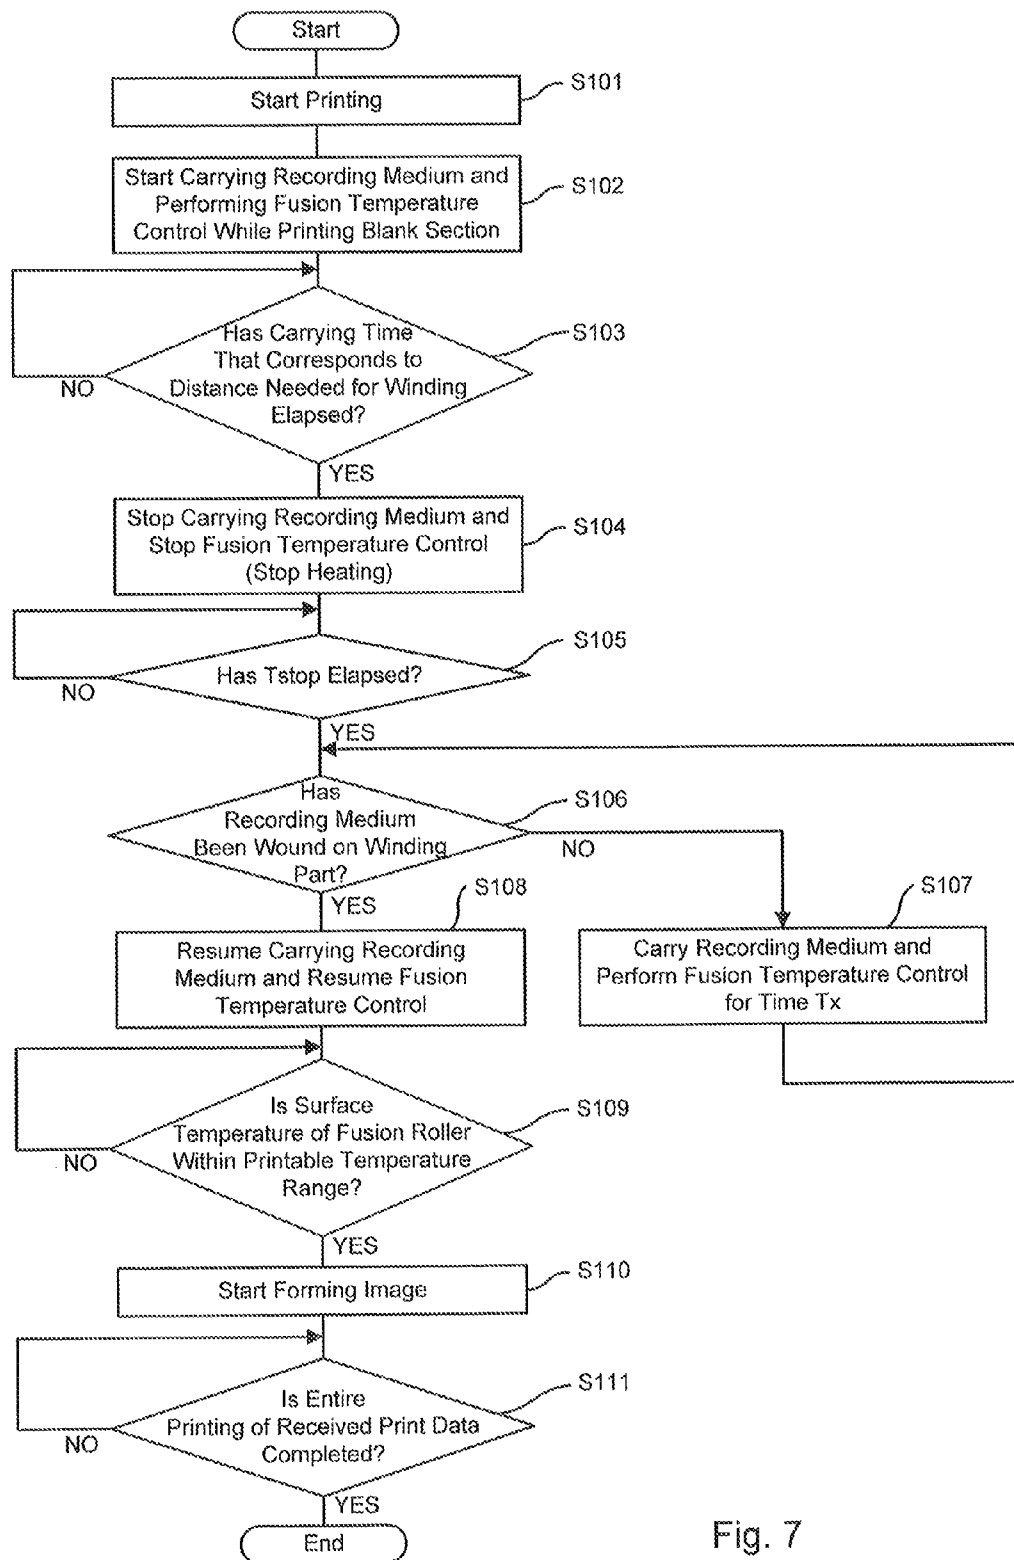 Start
S101
Start Printing
S102
Start Carrying Recording Medium and
Performing Fusion Temperature
Control While Printing Blank Section
S103
Has Carrying Time
That Corresponds to
Distance Needed for Winding
Elapsed?
NO
YES
S104
Stop Carrying Recording Medium and
Stop Fusion Temperature Control
(Stop Heating)
S105
Has Tstop Elapsed?
NO
YES
S106
Has
Recording Medium
Been Wound on Winding
Part?
NO
YES
S107
Carry Recording Medium and
Perform Fusion Temperature Control
for Time Tx
S108
Resume Carrying Recording
Medium and Resume Fusion
Temperature Control
S109
Is Surface
Temperature of Fusion Roller
Within Printable Temperature
Range?
NO
YES
S110
Start Forming Image
S111
Is Entire
Printing of Received Print Data
Completed?
NO
YES
End
Fig. 7